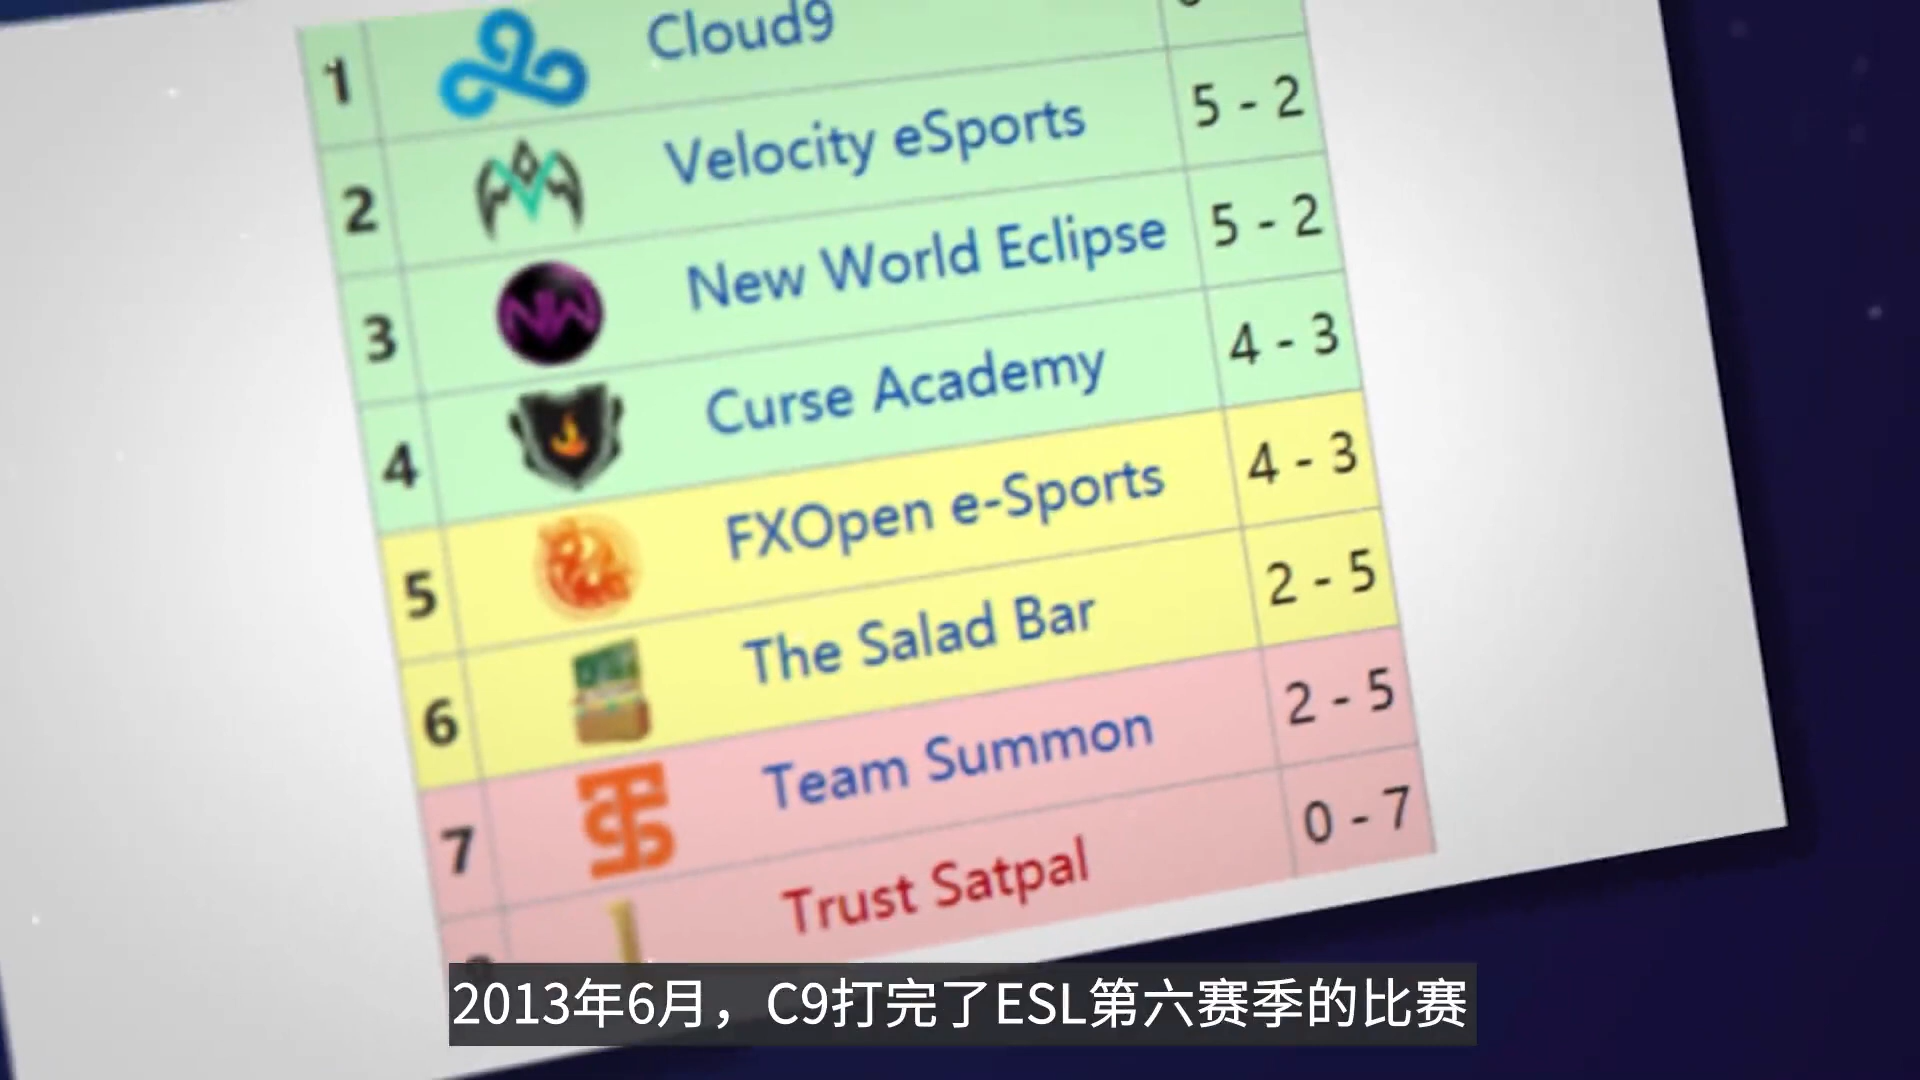 1 Cloud9
2 Velocity eSports 5 - 2
3 New World Eclipse 5 - 2
4 Curse Academy 4 - 3
5 FXOpen e-Sports 4 - 3
6 The Salad Bar 2 - 5
7 Team Summon 2 - 5
Trust Satpal 0 - 7
2013年6月，C9打完了ESL第六赛季的比赛